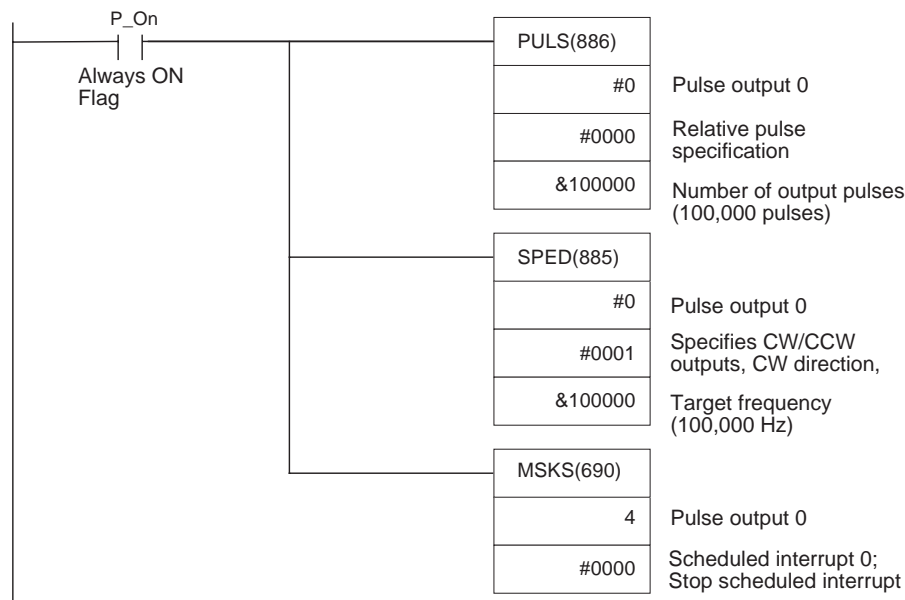 P_On
Always ON
Flag
PULS(886)
#0
Pulse output 0
#0000
Relative pulse
specification
&100000
Number of output pulses
(100,000 pulses)
SPED(885)
#0
Pulse output 0
#0001
Specifies CW/CCW
outputs, CW direction,
&100000
Target frequency
(100,000 Hz)
MSKS(690)
4
Pulse output 0
#0000
Scheduled interrupt 0;
Stop scheduled interrupt